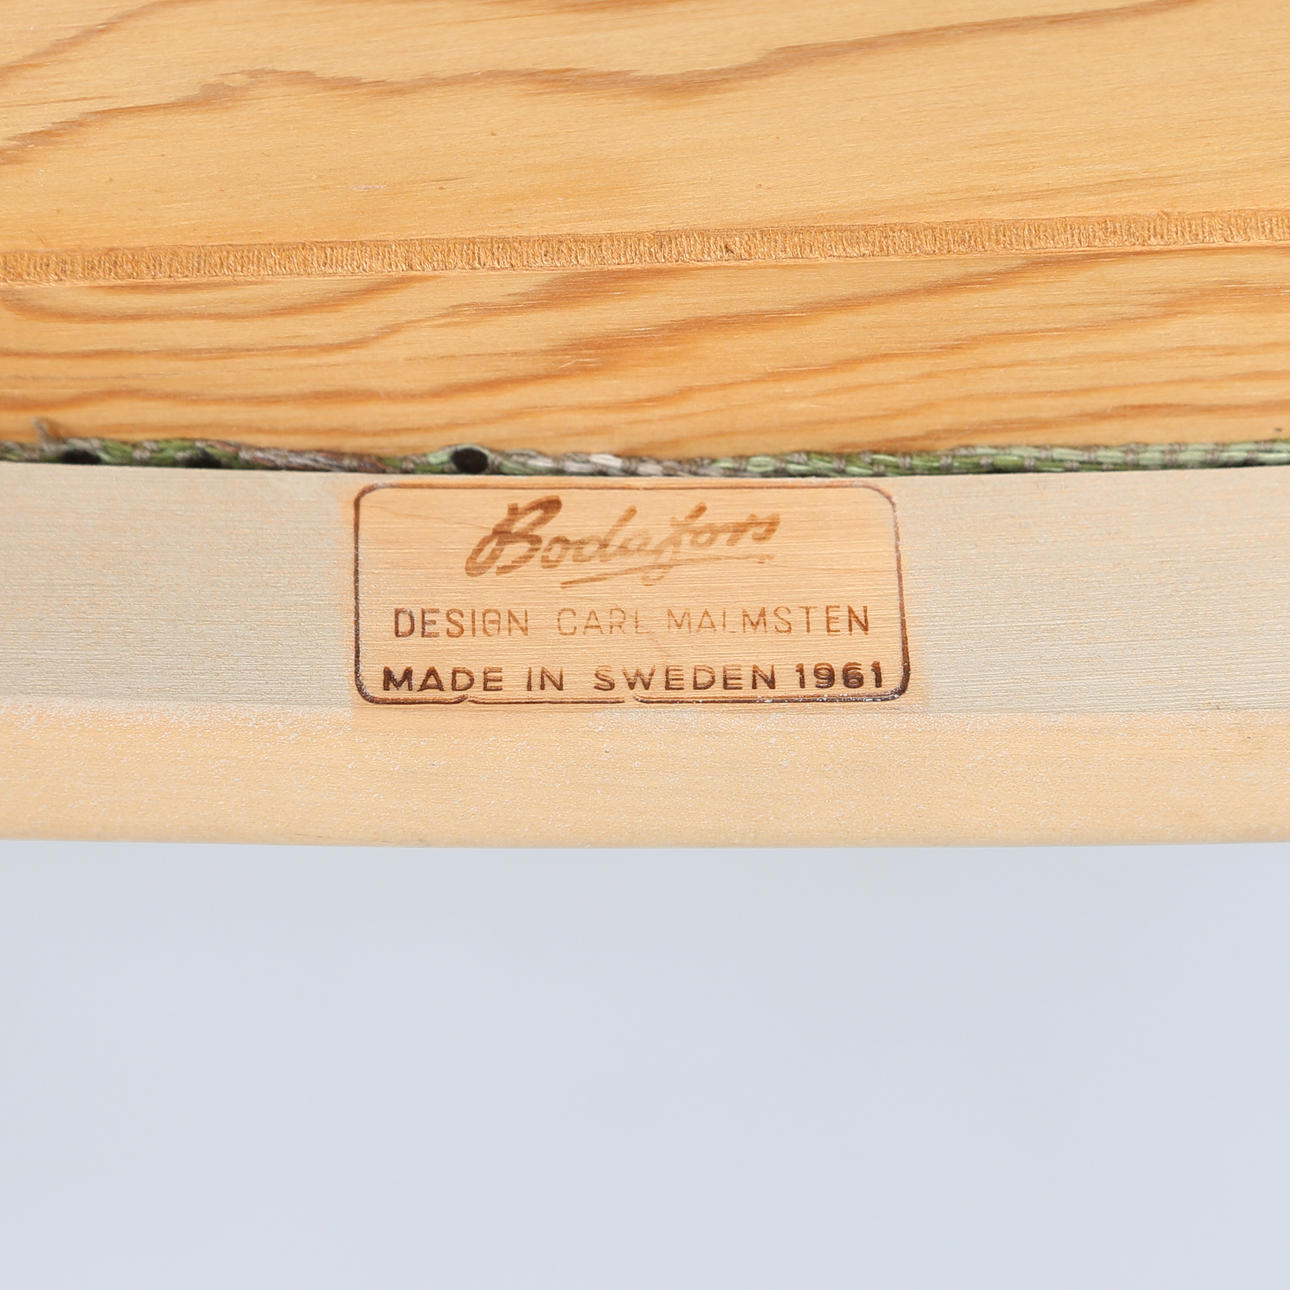 Bodafors
DESIGN CARL MALMSTEN
MADE IN SWEDEN 1961